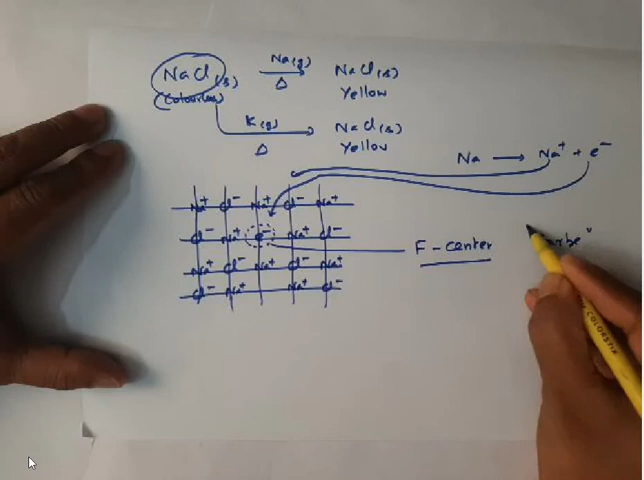 NaCl(s) Na(g) NaCl(s)
(Colourless) Δ Yellow
K(g) NaCl(s)
Δ Yellow
Na → Na⁺ + e⁻
Na⁺ Cl⁻ Na⁺ Cl⁻ Na⁺
Cl⁻ Na⁺ e⁻ Na⁺ Cl⁻
F-center
Na⁺ Cl⁻ Na⁺ Cl⁻ Na⁺
Cl⁻ Na⁺ Na⁺ Cl⁻